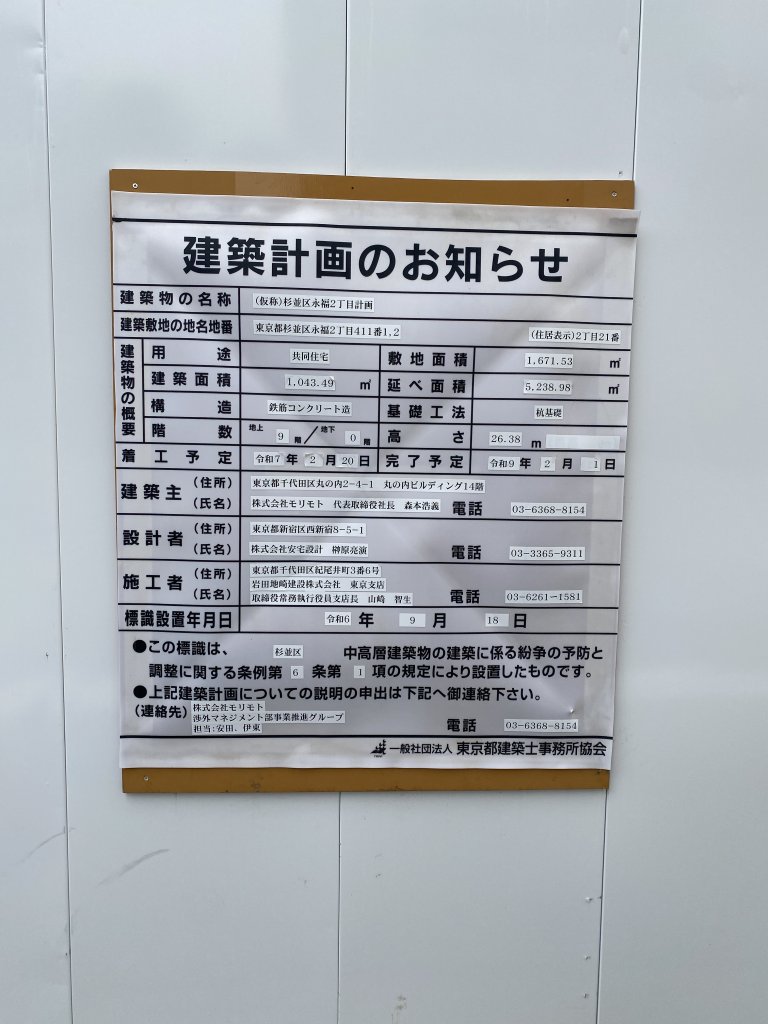 建築計画のお知らせ
建築物の名称 (仮称)杉並区永福2丁目計画
建築敷地の地名地番 東京都杉並区永福2丁目411番1,2 (住居表示)2丁目21番
建築物の概要
用途 共同住宅 敷地面積 1,671.53 ㎡
建築面積 1,043.49 ㎡ 延べ面積 5,238.98 ㎡
構造 鉄筋コンクリート造 基礎工法 杭基礎
階数 地上 9 階/地下 0 階 高さ 26.38 m
着工予定 令和7年 2月20日 完了予定 令和9年 2月 1日
建築主 (住所) 東京都千代田区丸の内2-4-1 丸の内ビルディング14階
(氏名) 株式会社モリモト 代表取締役社長 森本浩義 電話 03-6368-8154
設計者 (住所) 東京都新宿区西新宿8-5-1
(氏名) 株式会社安宅設計 榊原亮演 電話 03-3365-9311
施工者 (住所) 東京都千代田区紀尾井町3番6号
(氏名) 岩田地崎建設株式会社 東京支店
取締役常務執行役員支店長 山崎 智生 電話 03-6261-1581
標識設置年月日 令和6年 9月 18日
●この標識は、杉並区 中高層建築物の建築に係る紛争の予防と
調整に関する条例第 6 条第 1 項の規定により設置したものです。
●上記建築計画についての説明の申出は下記へ御連絡下さい。
(連絡先) 株式会社モリモト
渉外マネジメント部事業推進グループ
担当:安田、伊東 電話 03-6368-8154
一般社団法人 東京都建築士事務所協会